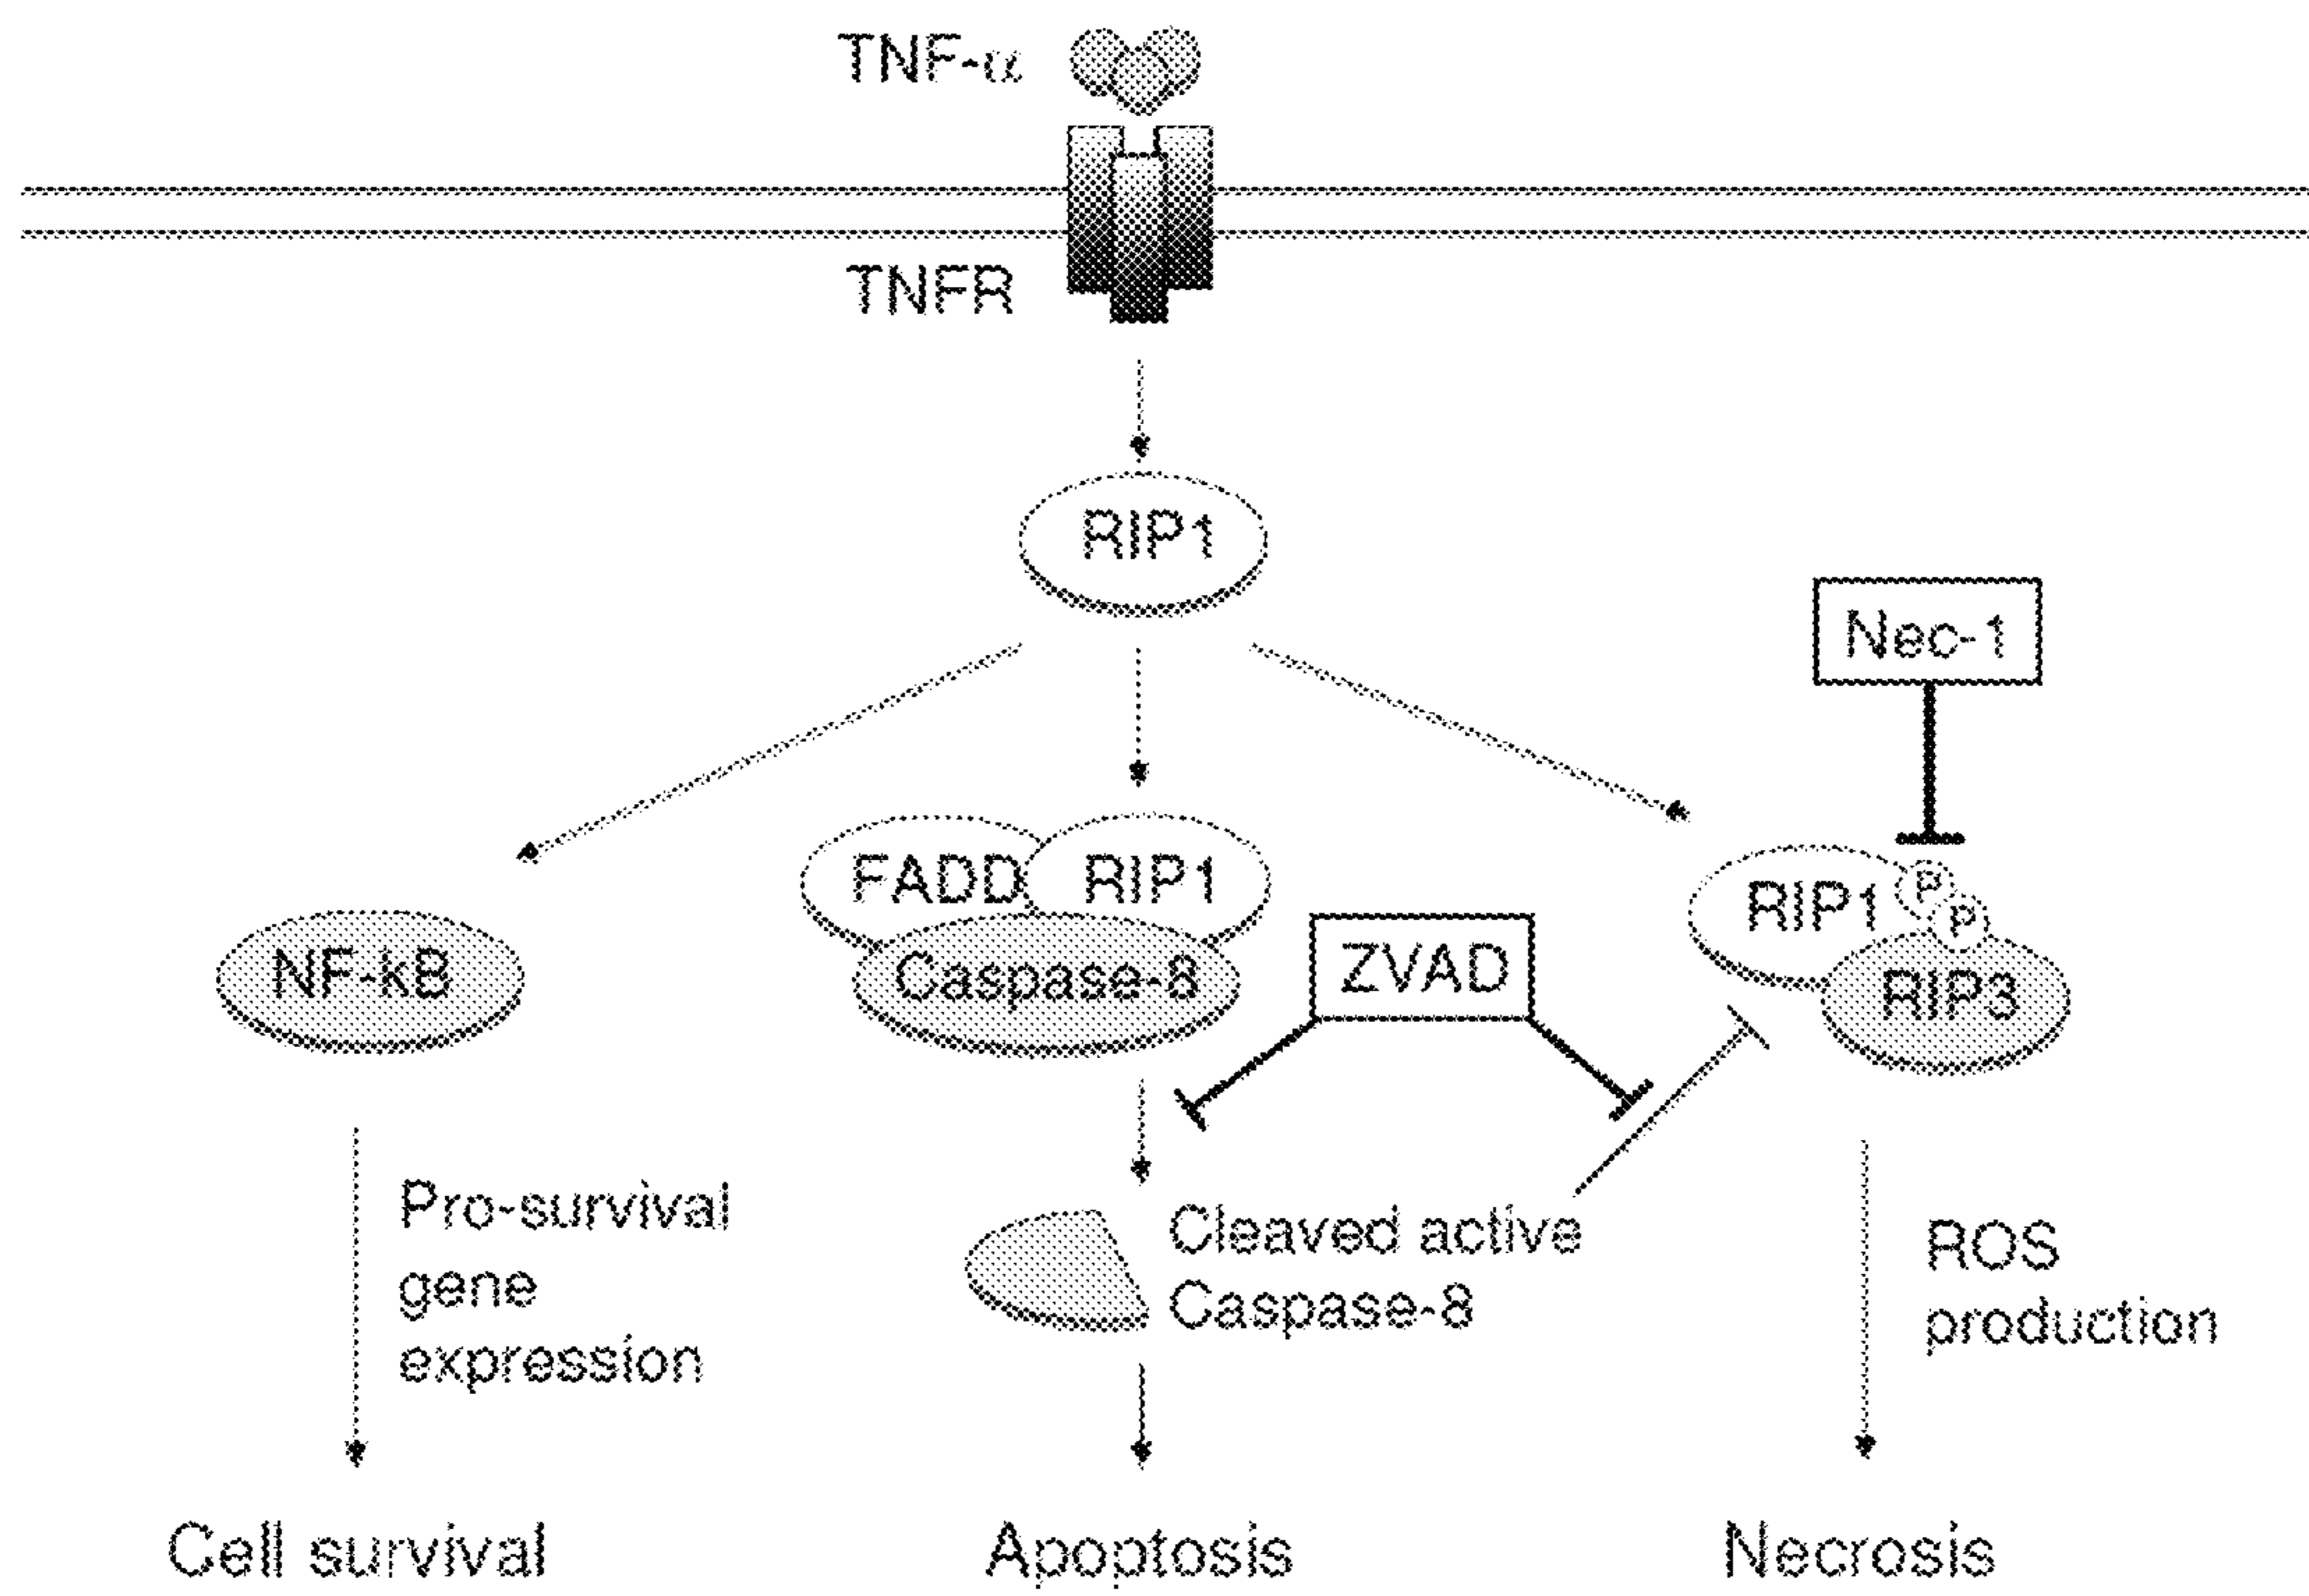 TNF-α
TNFR
RIP1
Nec-1
FADD
RIP1
Caspase-8
NF-kB
ZVAD
RIP1
P
P
RIP3
Pro-survival
gene
expression
Cleaved active
Caspase-8
ROS
production
Cell survival
Apoptosis
Necrosis